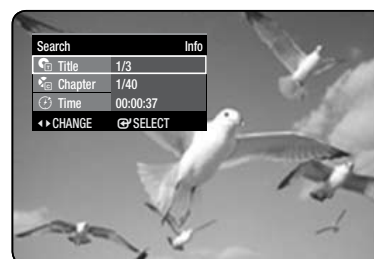 Search Info
Title 1/3
Chapter 1/40
Time 00:00:37
CHANGE SELECT